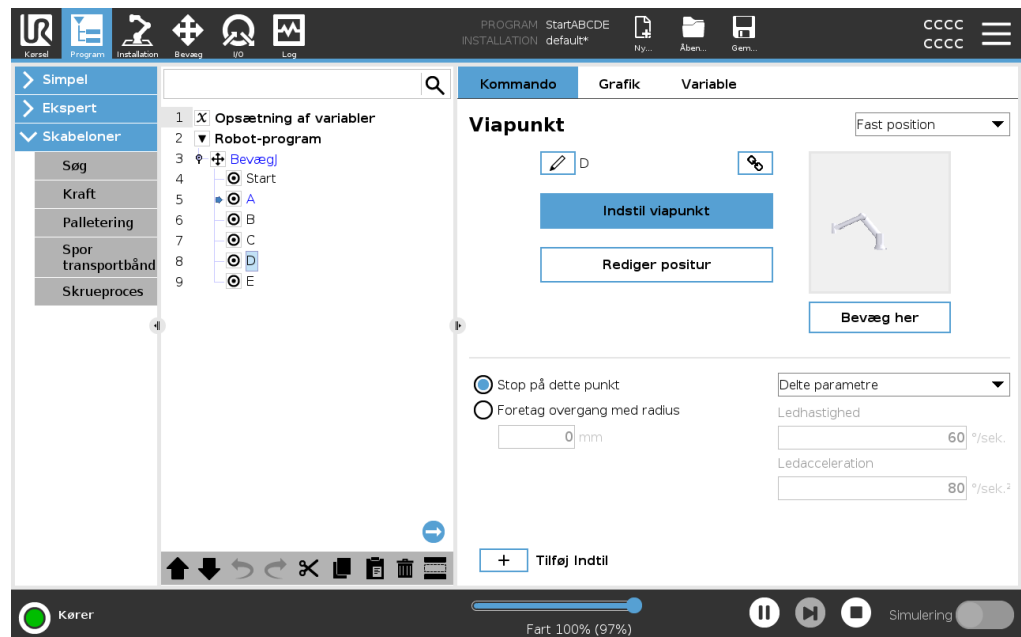 UR
Kørsel
Program
Installation
Bevæg
I/O
Log
PROGRAM StartABCDE
INSTALLATION default*
Ny...
Åben...
Gem...
CCCC
CCCC
Simpel
Ekspert
Skabeloner
Søg
Kraft
Palletering
Spor
transportbånd
Skrueproces
1 X Opsætning af variabler
2 Robot-program
3 BevægJ
4 Start
5 A
6 B
7 C
8 D
9 E
Kommando Grafik Variable
Viapunkt
Fast position
D
Indstil viapunkt
Rediger positur
Bevæg her
Stop på dette punkt
Foretag overgang med radius
0 mm
Delte parametre
Ledhastighed
60 °/sek.
Ledacceleration
80 °/sek.²
+ Tilføj Indtil
Kører
Fart 100% (97%)
Simulering